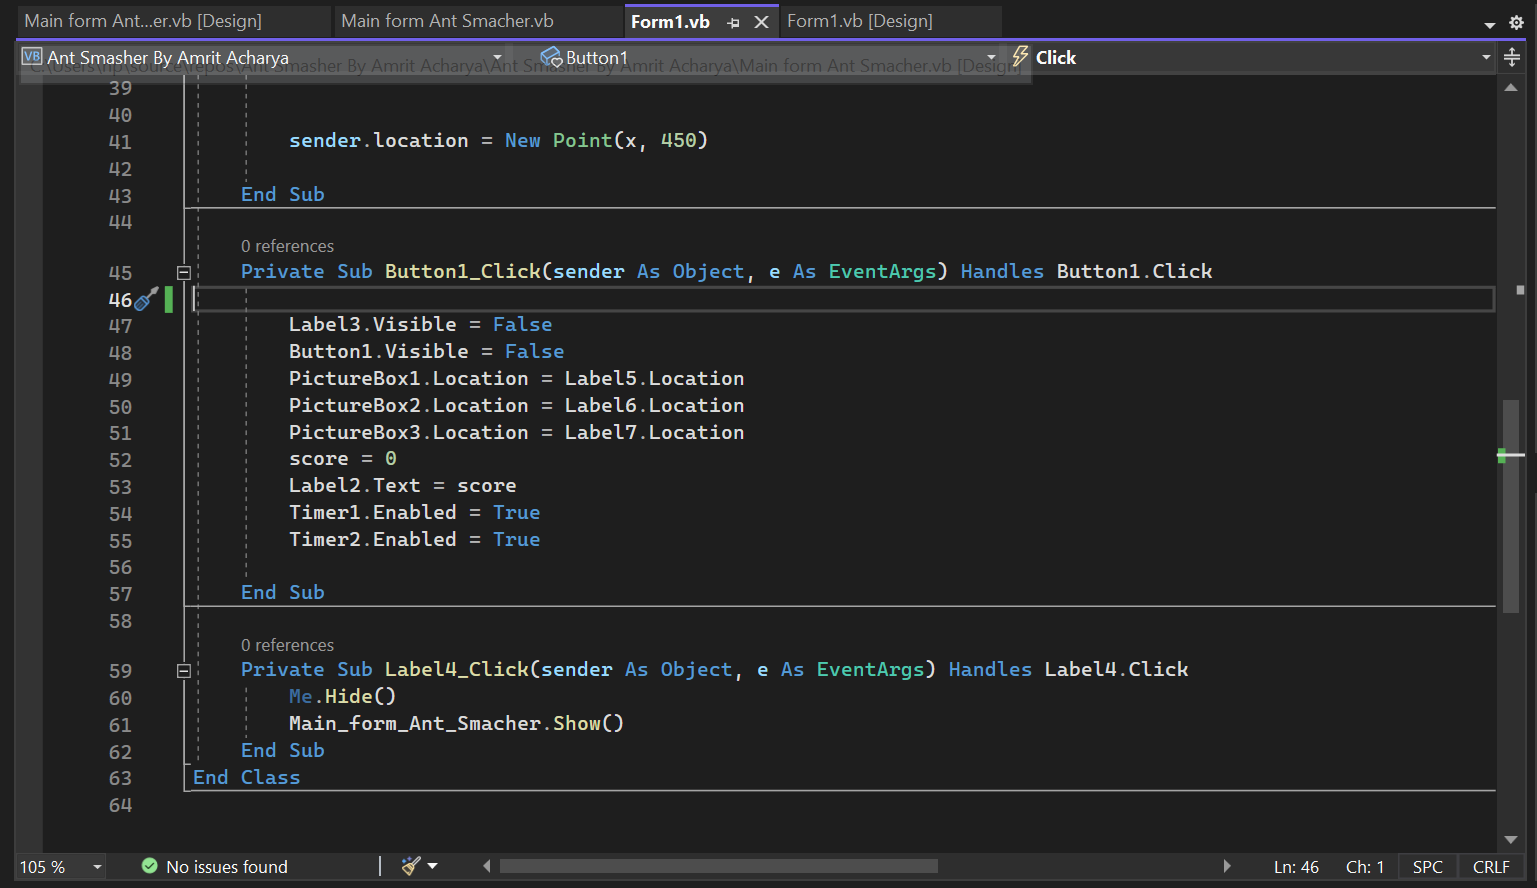 Main form Ant...er.vb [Design] Main form Ant Smacher.vb Form1.vb Form1.vb [Design]
VB Ant Smasher By Amrit Acharya Button1 Click
C:\Users\hp\source\repos\Ant Smasher By Amrit Acharya\Ant Smasher By Amrit Acharya\Main form Ant Smacher.vb [Design]
39
40
41 sender.location = New Point(x, 450)
42
43 End Sub
44
0 references
45 Private Sub Button1_Click(sender As Object, e As EventArgs) Handles Button1.Click
46
47 Label3.Visible = False
48 Button1.Visible = False
49 PictureBox1.Location = Label5.Location
50 PictureBox2.Location = Label6.Location
51 PictureBox3.Location = Label7.Location
52 score = 0
53 Label2.Text = score
54 Timer1.Enabled = True
55 Timer2.Enabled = True
56
57 End Sub
58
0 references
59 Private Sub Label4_Click(sender As Object, e As EventArgs) Handles Label4.Click
60 Me.Hide()
61 Main_form_Ant_Smacher.Show()
62 End Sub
63 End Class
64
105 % No issues found Ln: 46 Ch: 1 SPC CRLF